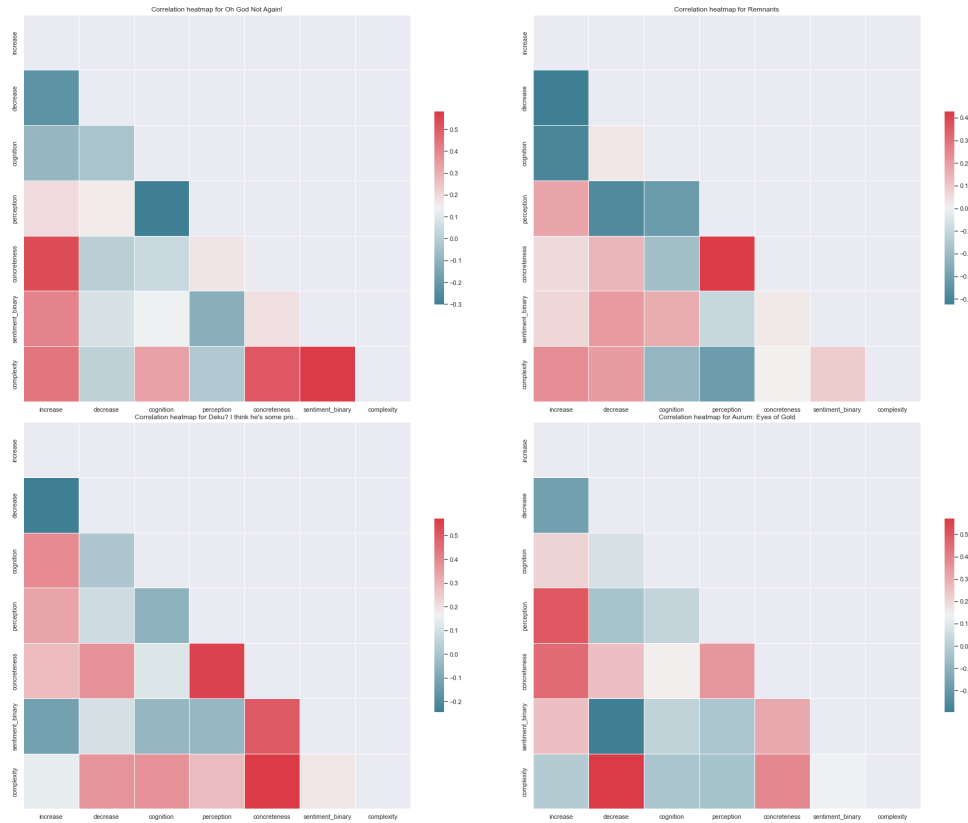 Correlation heatmap for Oh God Not Again!
increase
decrease
cognition
perception
concreteness
sentiment_binary
complexity
increase decrease cognition perception concreteness sentiment_binary complexity
0.5
0.4
0.3
0.2
0.1
0.0
−0.1
−0.2
−0.3
Correlation heatmap for Remnants
increase
decrease
cognition
perception
concreteness
sentiment_binary
complexity
increase decrease cognition perception concreteness sentiment_binary complexity
0.4
0.3
0.2
0.1
0.0
−0.
−0.
−0.
−0.
Correlation heatmap for Deku? I think he's some pro...
increase
decrease
cognition
perception
concreteness
sentiment_binary
complexity
increase decrease cognition perception concreteness sentiment_binary complexity
0.5
0.4
0.3
0.2
0.1
0.0
−0.1
−0.2
Correlation heatmap for Aurum: Eyes of Gold
increase
decrease
cognition
perception
concreteness
sentiment_binary
complexity
increase decrease cognition perception concreteness sentiment_binary complexity
0.5
0.4
0.3
0.2
0.1
0.0
−0.
−0.